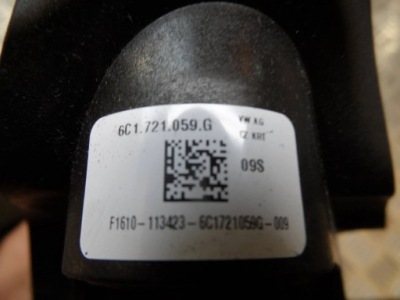 6C1.721.059.G
VW AG
CZ KRT
09S
F1610-113423-6C1721059G-009